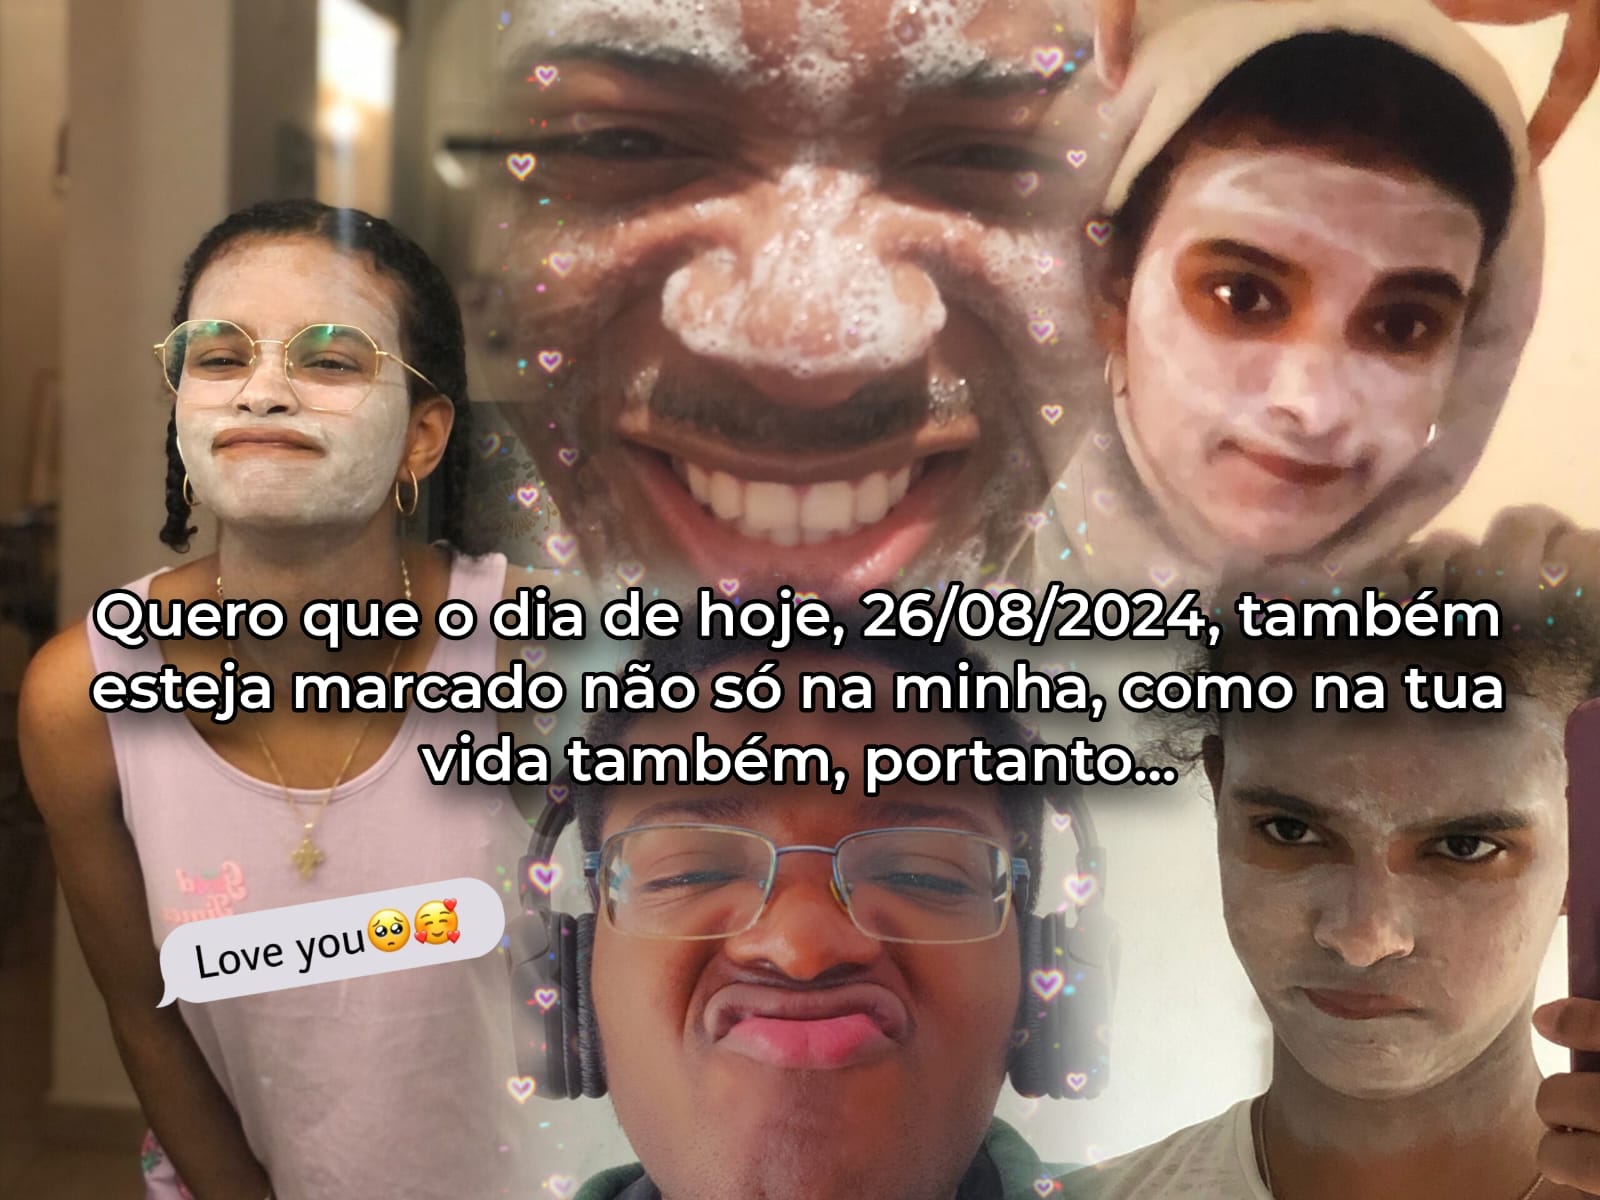 Quero que o dia de hoje, 26/08/2024, também
esteja marcado não só na minha, como na tua
vida também, portanto...
Love you🥺🥰